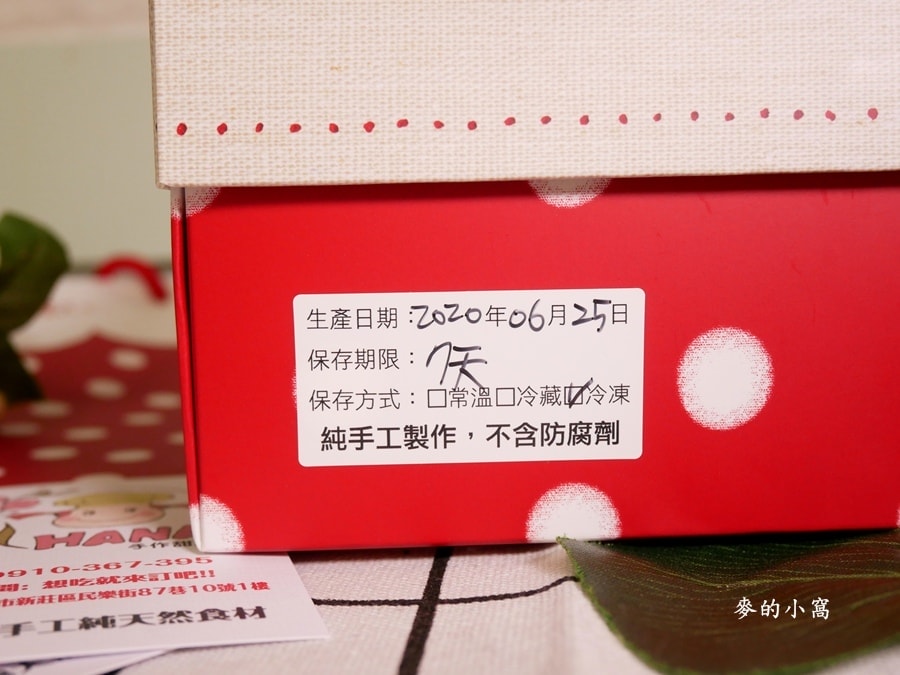 生產日期：2020年06月25日
保存期限：7天
保存方式：□常溫□冷藏☑冷凍
純手工製作，不含防腐劑
HANA
手作甜
0910-367-395
間: 想吃就來訂吧!!
市新莊區民樂街87巷10號1樓
手工純天然食材
麥的小窩